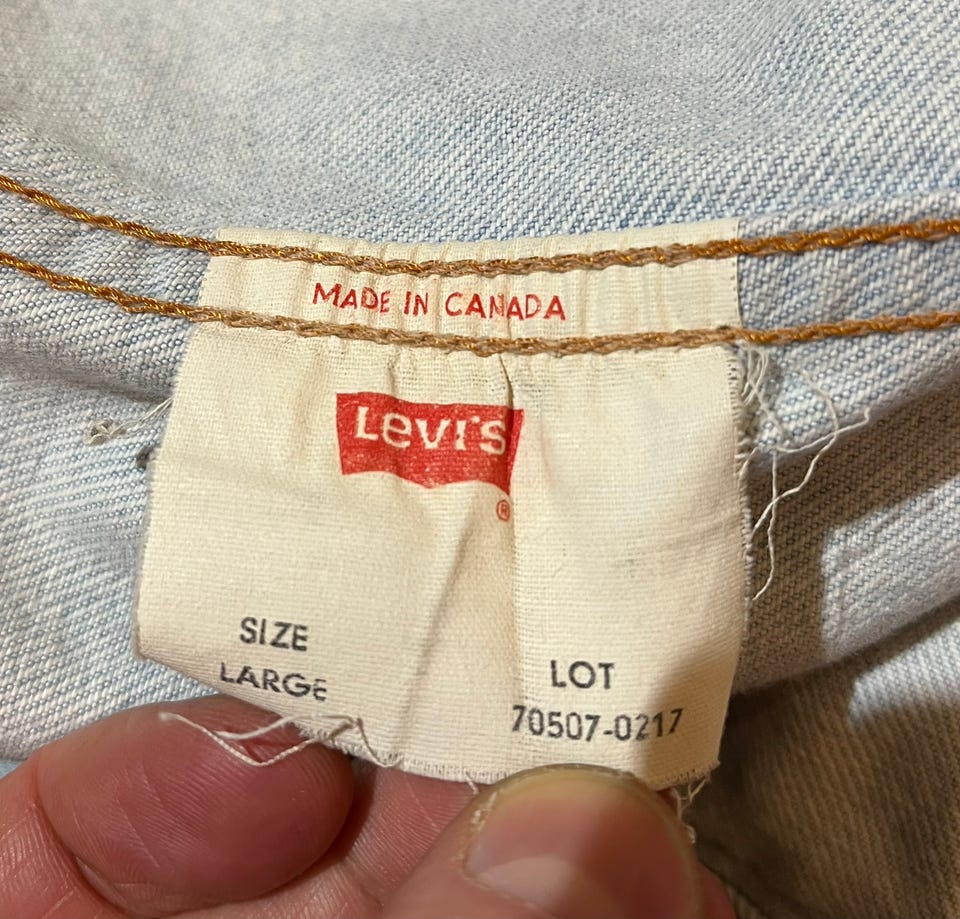 MADE IN CANADA
Levi's
®
SIZE
LARGE
LOT
70507-0217